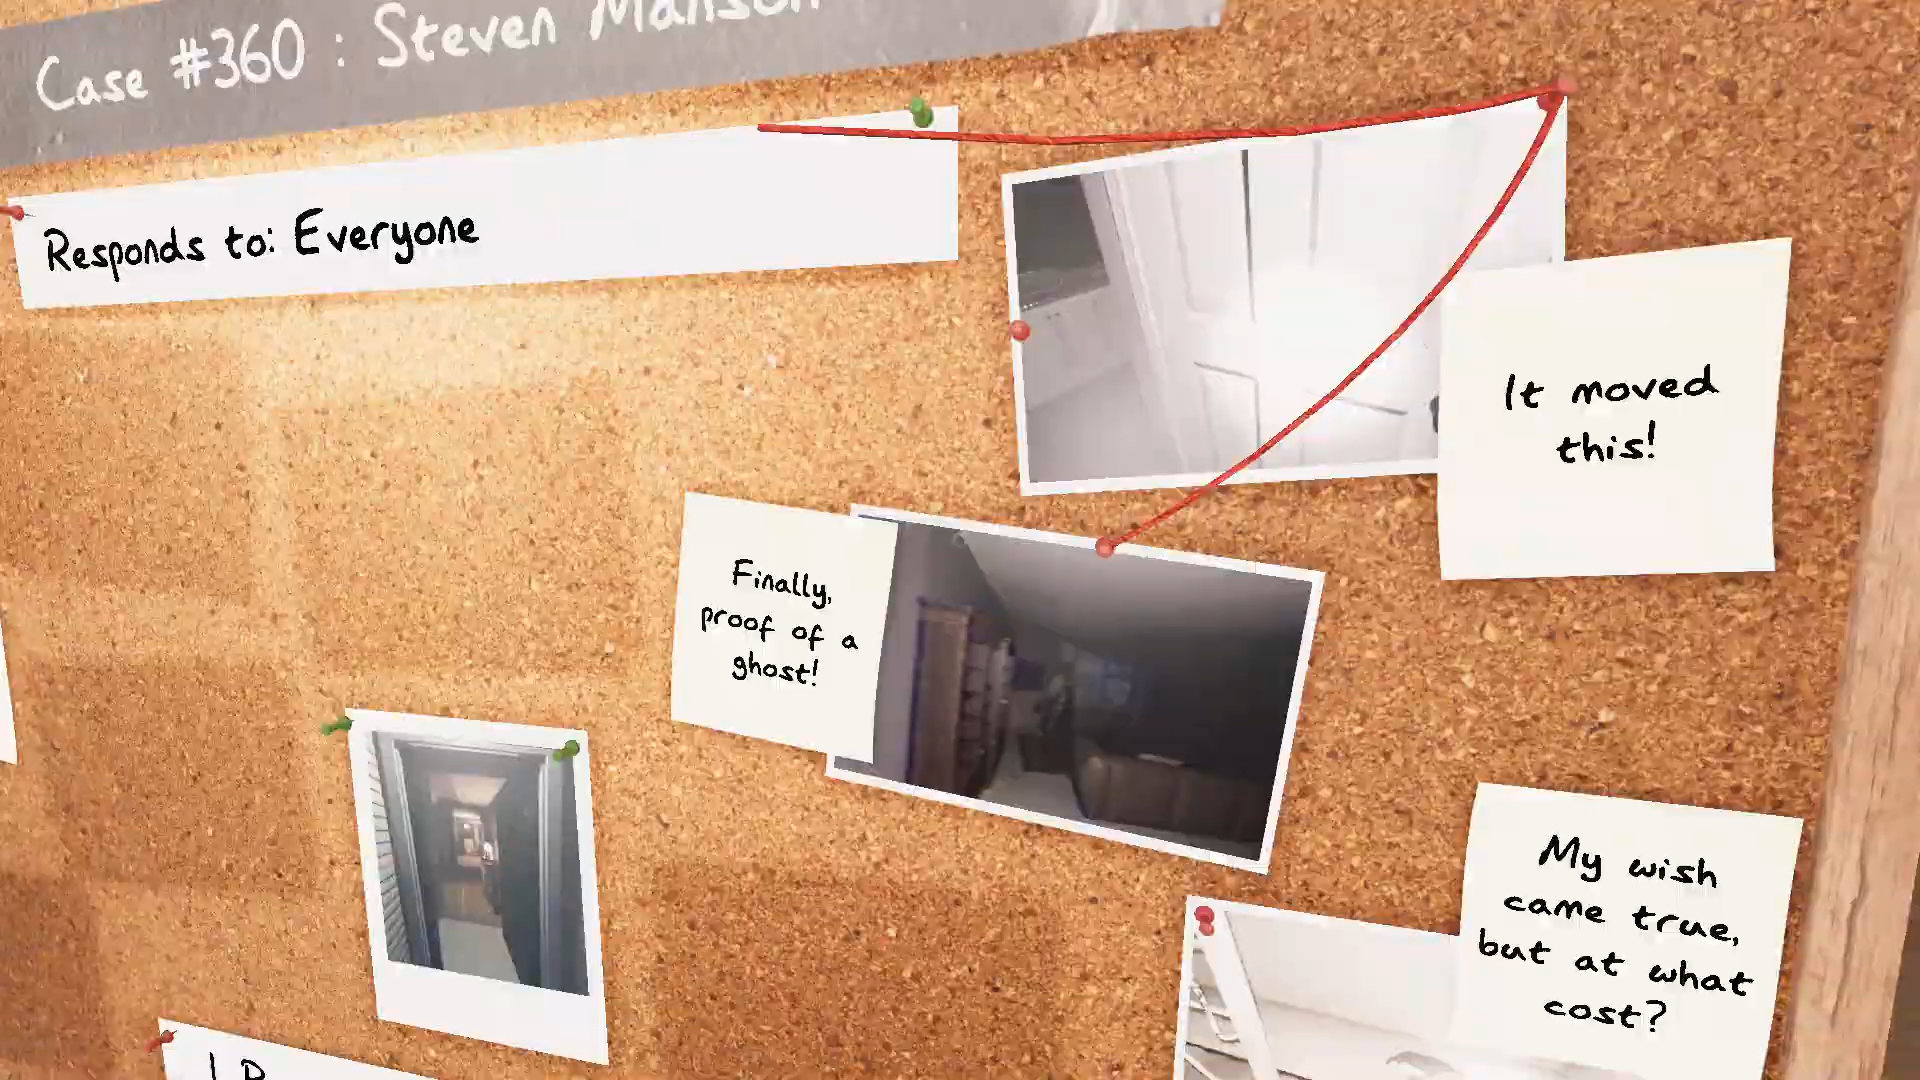 Case #360 : Steven Manson
Responds to: Everyone
It moved
this!
Finally,
proof of a
ghost!
My wish
came true,
but at what
cost?